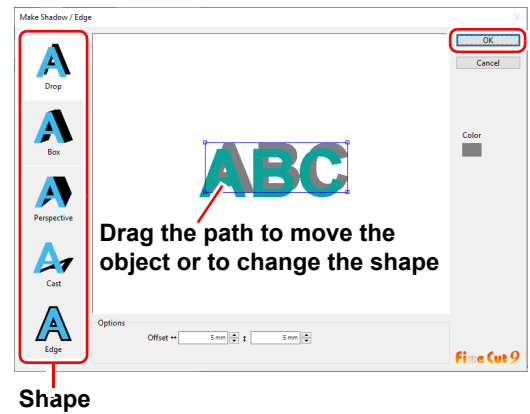 Make Shadow / Edge
OK
Cancel
A
Drop
A
Box
A
Perspective
A
Cast
A
Edge
Color
ABC
Drag the path to move the
object or to change the shape
Options
Offset ↔ 5 mm ↕ 5 mm
Fine Cut 9
Shape